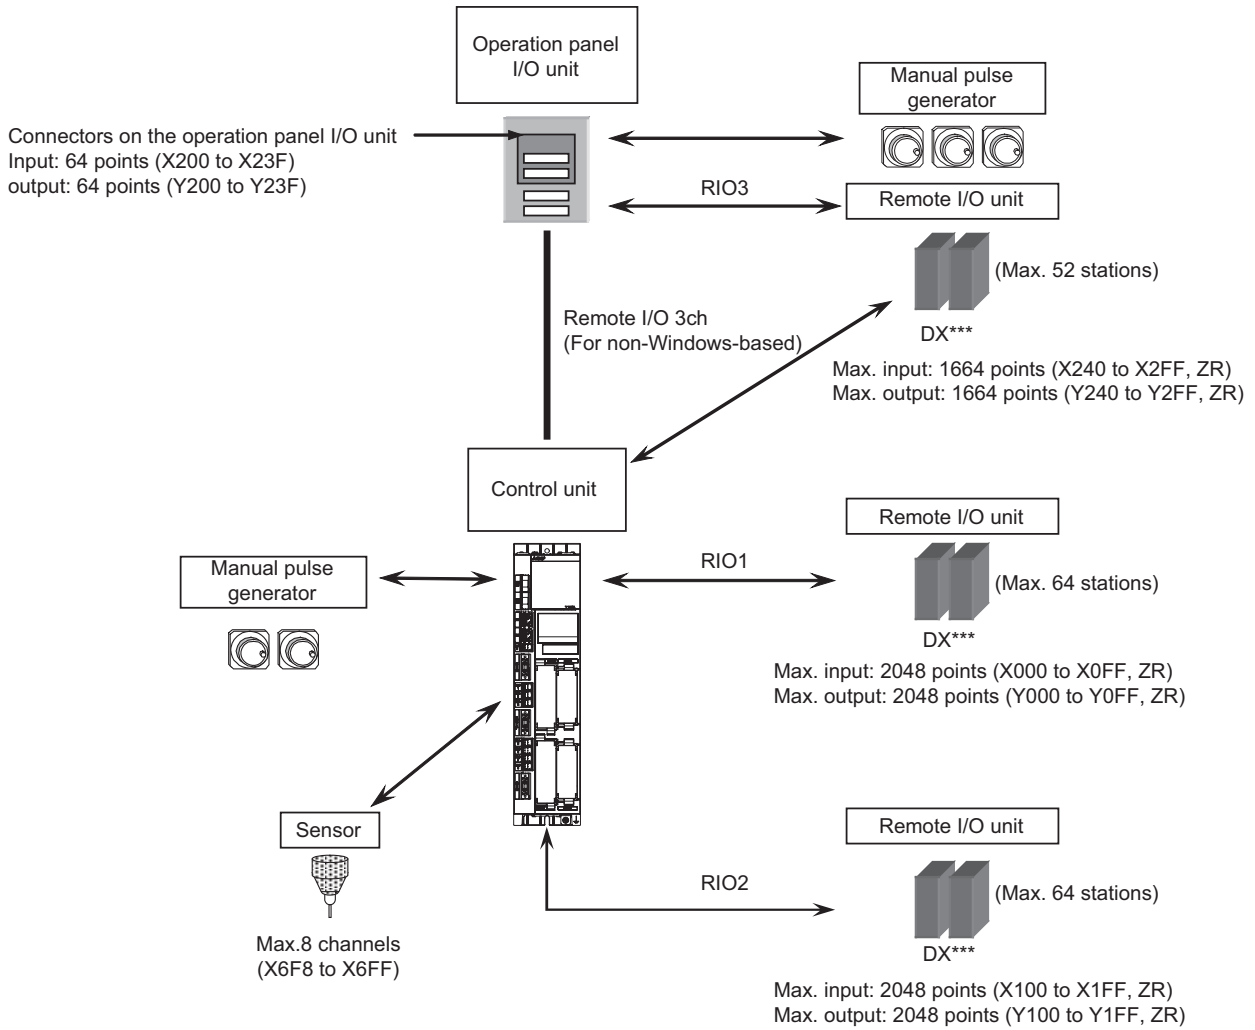 Operation panel
I/O unit
Manual pulse
generator
Connectors on the operation panel I/O unit
Input: 64 points (X200 to X23F)
output: 64 points (Y200 to Y23F)
RIO3
Remote I/O unit
(Max. 52 stations)
DX***
Remote I/O 3ch
(For non-Windows-based)
Max. input: 1664 points (X240 to X2FF, ZR)
Max. output: 1664 points (Y240 to Y2FF, ZR)
Control unit
Remote I/O unit
RIO1
(Max. 64 stations)
DX***
Manual pulse
generator
Max. input: 2048 points (X000 to X0FF, ZR)
Max. output: 2048 points (Y000 to Y0FF, ZR)
Sensor
Remote I/O unit
RIO2
(Max. 64 stations)
DX***
Max.8 channels
(X6F8 to X6FF)
Max. input: 2048 points (X100 to X1FF, ZR)
Max. output: 2048 points (Y100 to Y1FF, ZR)